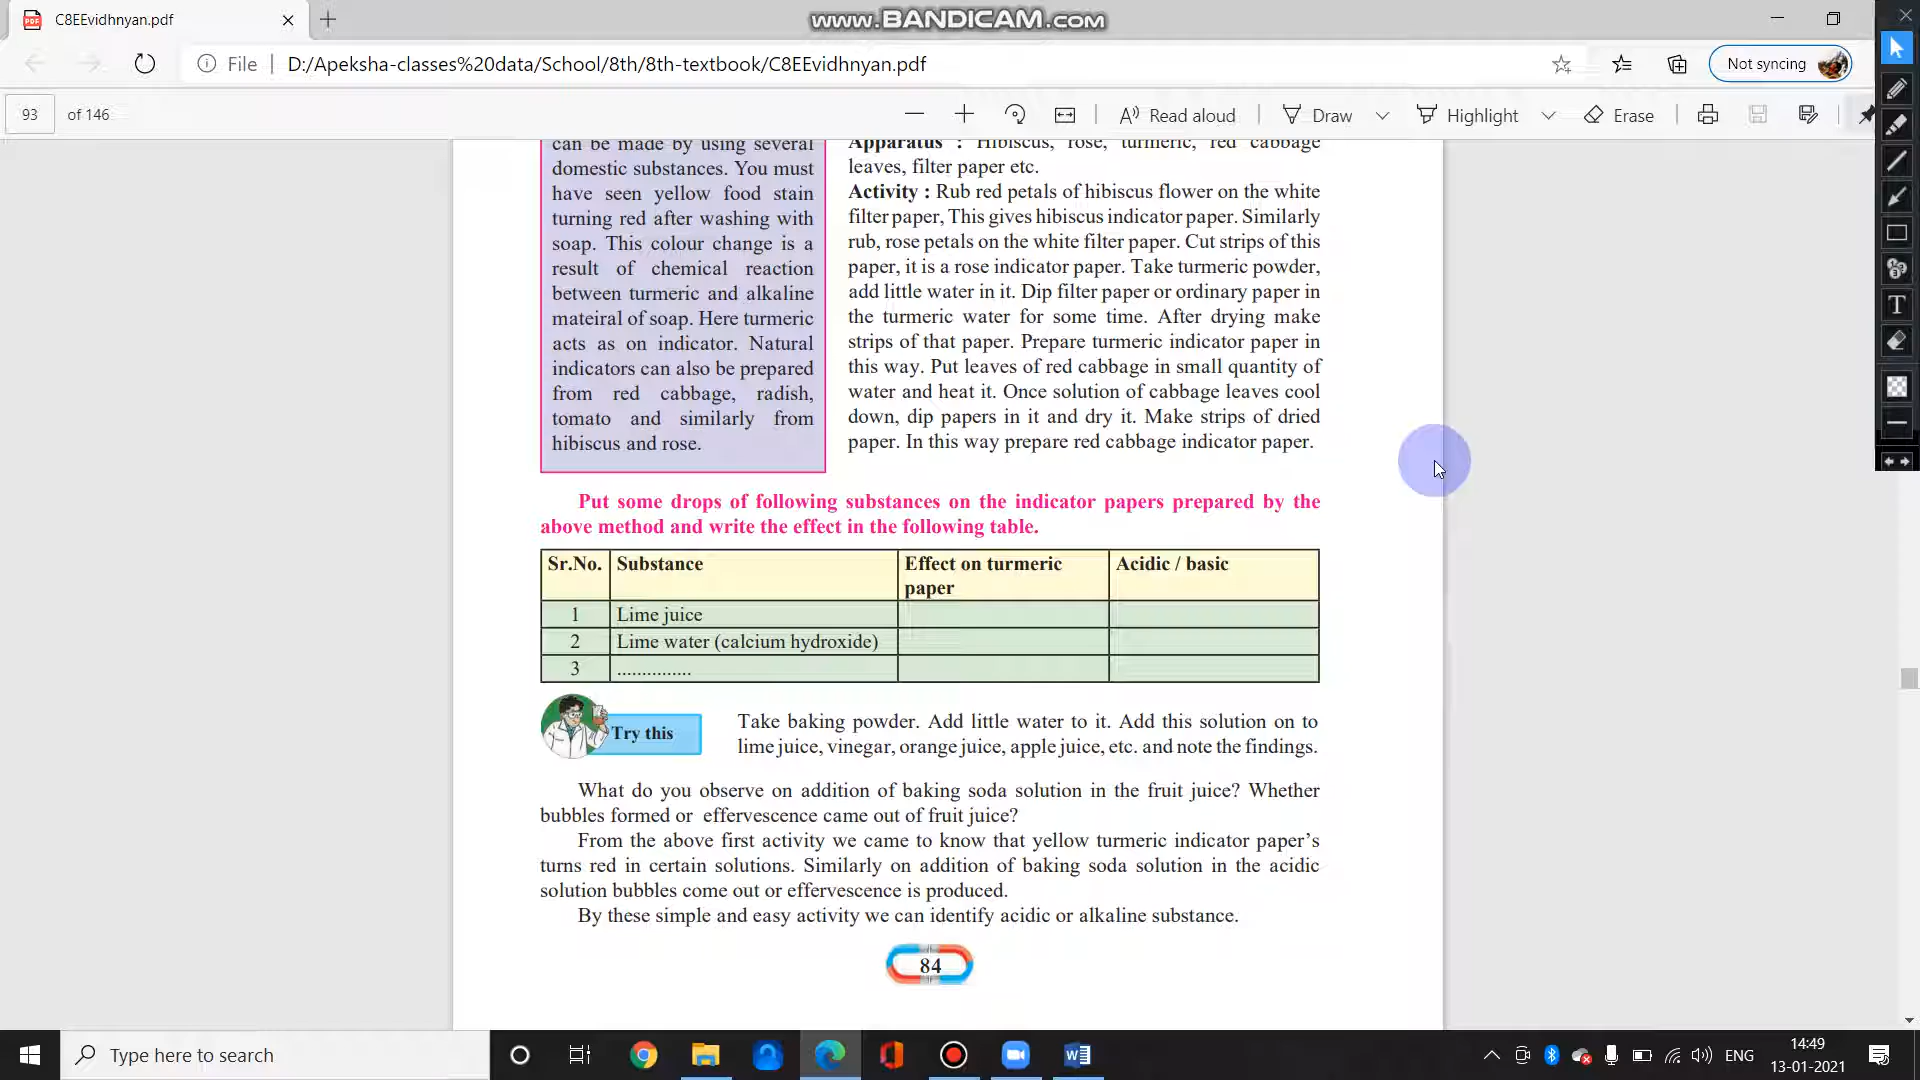 C8EEvidhnyan.pdf
www.BANDICAM.com
File
D:/Apeksha-classes%20data/School/8th/8th-textbook/C8EEvidhnyan.pdf
Not syncing
93 of 146
Read aloud
Draw
Highlight
Erase
can be made by using several
domestic substances. You must
have seen yellow food stain
turning red after washing with
soap. This colour change is a
result of chemical reaction
between turmeric and alkaline
mateiral of soap. Here turmeric
acts as on indicator. Natural
indicators can also be prepared
from red cabbage, radish,
tomato and similarly from
hibiscus and rose.
Apparatus : Hibiscus, rose, turmeric, red cabbage
leaves, filter paper etc.
Activity : Rub red petals of hibiscus flower on the white
filter paper, This gives hibiscus indicator paper. Similarly
rub, rose petals on the white filter paper. Cut strips of this
paper, it is a rose indicator paper. Take turmeric powder,
add little water in it. Dip filter paper or ordinary paper in
the turmeric water for some time. After drying make
strips of that paper. Prepare turmeric indicator paper in
this way. Put leaves of red cabbage in small quantity of
water and heat it. Once solution of cabbage leaves cool
down, dip papers in it and dry it. Make strips of dried
paper. In this way prepare red cabbage indicator paper.
Put some drops of following substances on the indicator papers prepared by the
above method and write the effect in the following table.
Sr.No. Substance Effect on turmeric paper Acidic / basic
1 Lime juice
2 Lime water (calcium hydroxide)
3 ...............
Try this
Take baking powder. Add little water to it. Add this solution on to
lime juice, vinegar, orange juice, apple juice, etc. and note the findings.
What do you observe on addition of baking soda solution in the fruit juice? Whether
bubbles formed or effervescence came out of fruit juice?
From the above first activity we came to know that yellow turmeric indicator paper’s
turns red in certain solutions. Similarly on addition of baking soda solution in the acidic
solution bubbles come out or effervescence is produced.
By these simple and easy activity we can identify acidic or alkaline substance.
84
Type here to search
ENG
14:49
13-01-2021